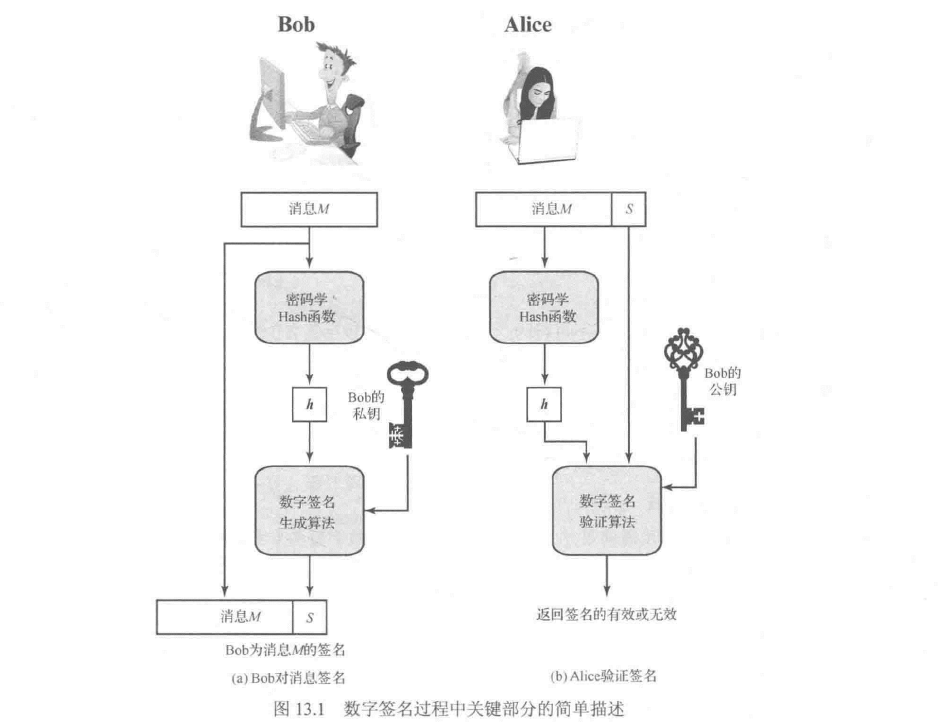 Bob
Alice
消息M
消息M S
密码学
Hash函数
密码学
Hash函数
h
h
Bob的
私钥
Bob的
公钥
数字签名
生成算法
数字签名
验证算法
消息M S
返回签名的有效或无效
Bob为消息M的签名
(a) Bob对消息签名
(b) Alice验证签名
图 13.1 数字签名过程中关键部分的简单描述